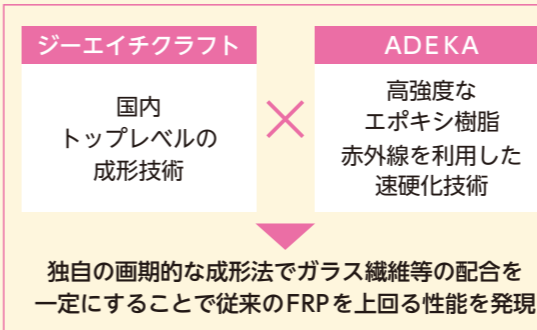 ジーエイチクラフト
国内
トップレベルの
成形技術
×
ADEKA
高強度な
エポキシ樹脂
赤外線を利用した
速硬化技術
独自の画期的な成形法でガラス繊維等の配合を
一定にすることで従来のFRPを上回る性能を発現